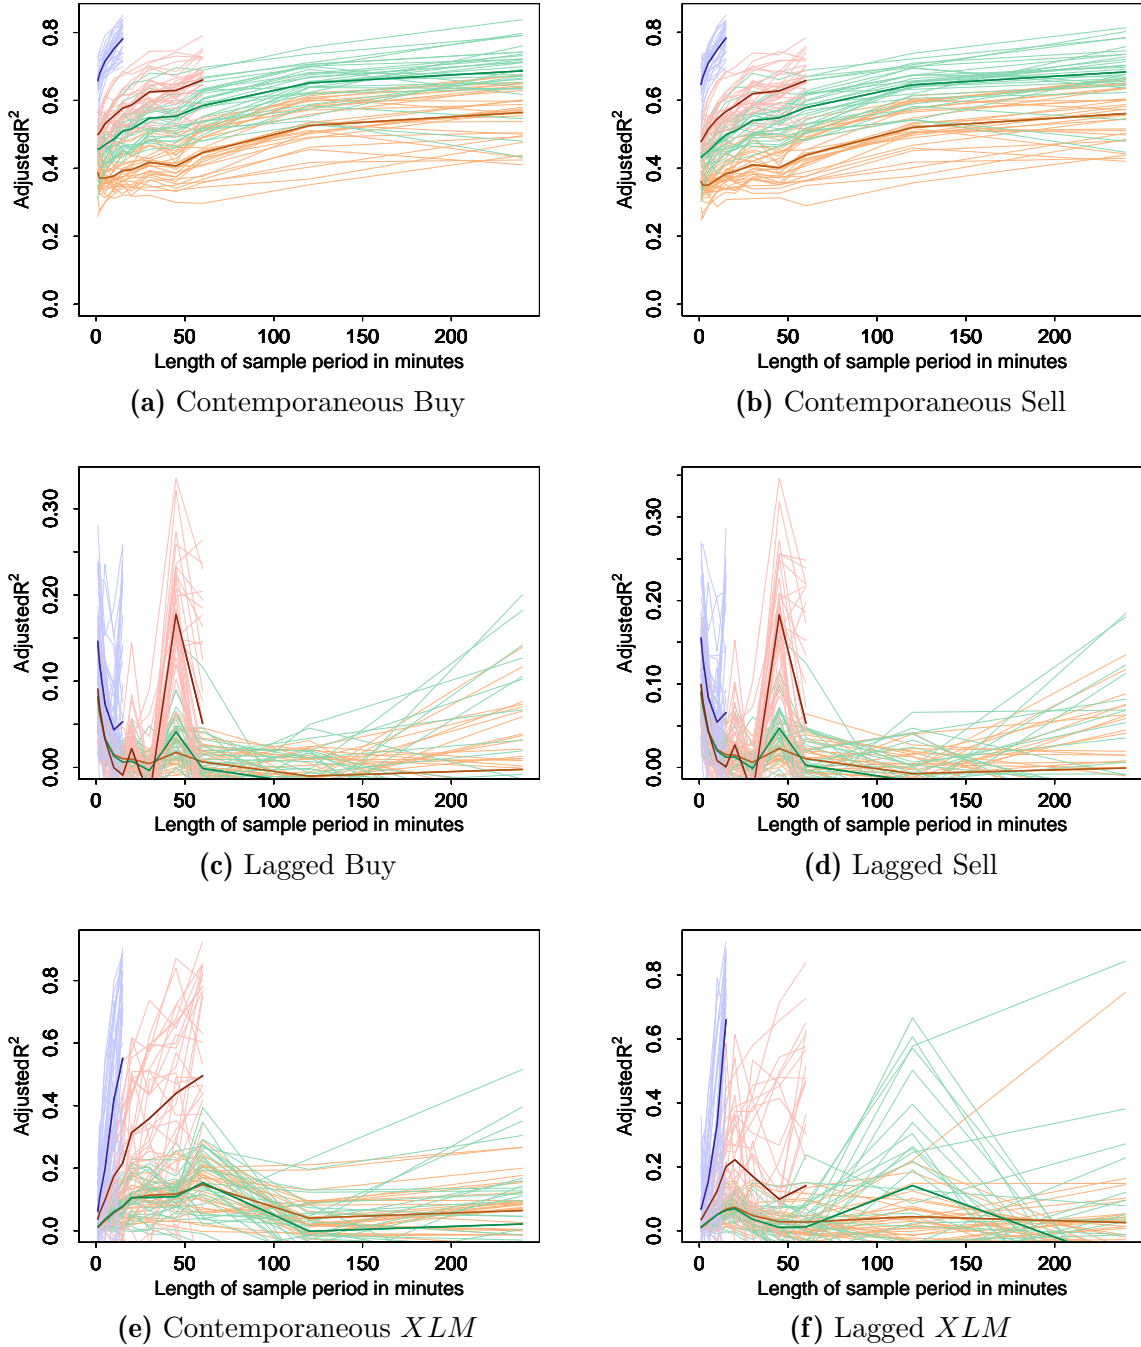 AdjustedR²
0.0 0.2 0.4 0.6 0.8
0 50 100 150 200
Length of sample period in minutes
(a) Contemporaneous Buy
AdjustedR²
0.0 0.2 0.4 0.6 0.8
0 50 100 150 200
Length of sample period in minutes
(b) Contemporaneous Sell
AdjustedR²
0.00 0.10 0.20 0.30
0 50 100 150 200
Length of sample period in minutes
(c) Lagged Buy
AdjustedR²
0.00 0.10 0.20 0.30
0 50 100 150 200
Length of sample period in minutes
(d) Lagged Sell
AdjustedR²
0.0 0.2 0.4 0.6 0.8
0 50 100 150 200
Length of sample period in minutes
(e) Contemporaneous XLM
AdjustedR²
0.0 0.2 0.4 0.6 0.8
0 50 100 150 200
Length of sample period in minutes
(f) Lagged XLM